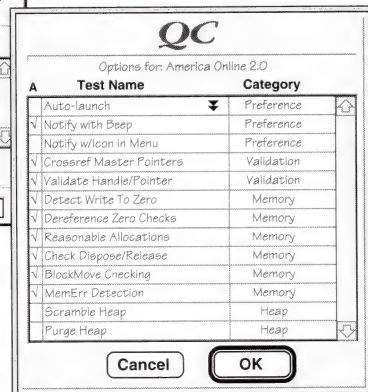 QC
Options for: America Online 2.0
A Test Name Category
Auto-launch Preference
√ Notify with Beep Preference
Notify w/Icon in Menu Preference
√ Crossref Master Pointers Validation
√ Validate Handle/Pointer Validation
√ Detect Write To Zero Memory
√ Dereference Zero Checks Memory
√ Reasonable Allocations Memory
√ Check Dispose/Release Memory
√ BlockMove Checking Memory
√ MemErr Detection Memory
Scramble Heap Heap
Purge Heap Heap
Cancel OK